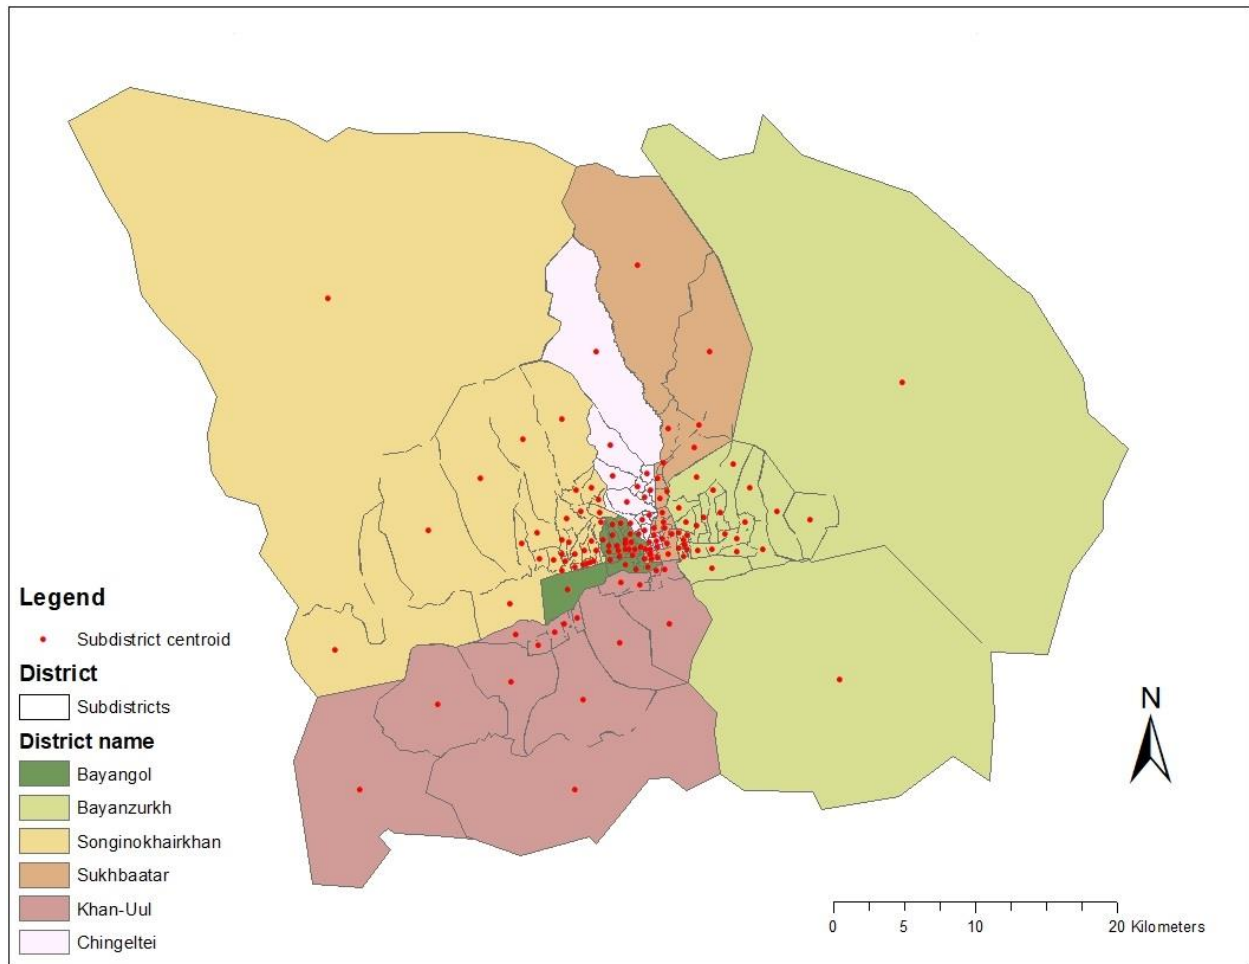 Legend
Subdistrict centroid
District
Subdistricts
District name
Bayangol
Bayanzurkh
Songinokhairkhan
Sukhbaatar
Khan-Uul
Chingeltei
N
0 5 10 20 Kilometers